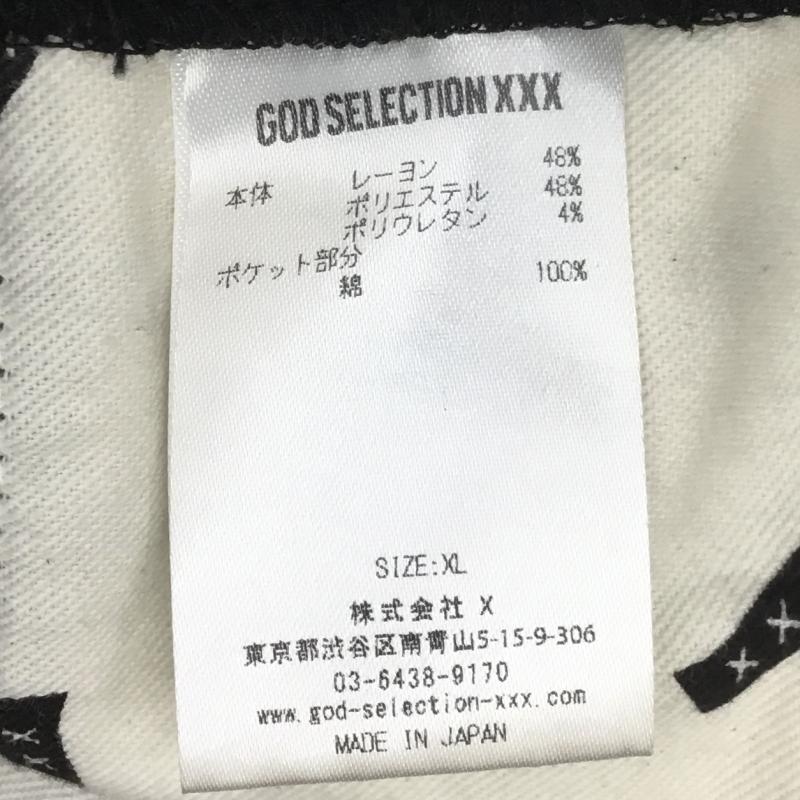 GOD SELECTION XXX
本体 レーヨン 48%
ポリエステル 48%
ポリウレタン 4%
ポケット部分
綿 100%
SIZE:XL
株式会社 X
東京都渋谷区南青山5-15-9-306
03-6438-9170
www.god-selection-xxx.com
MADE IN JAPAN